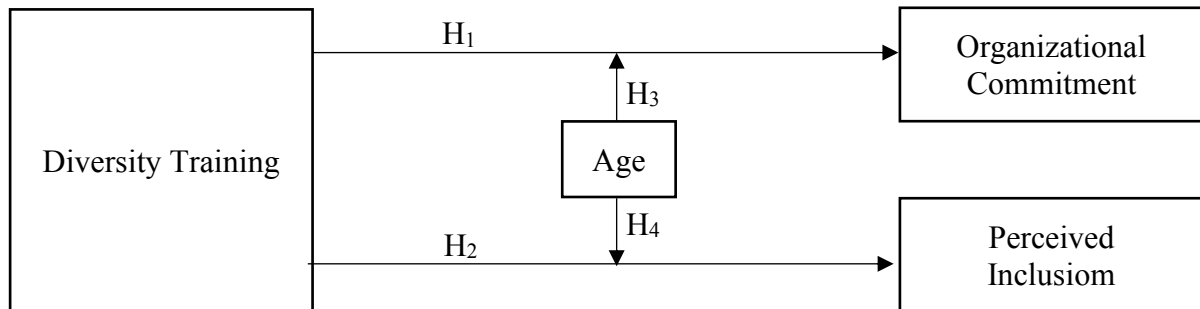 H₁
Organizational
Commitment
H₃
Diversity Training
Age
H₄
H₂
Perceived
Inclusiom